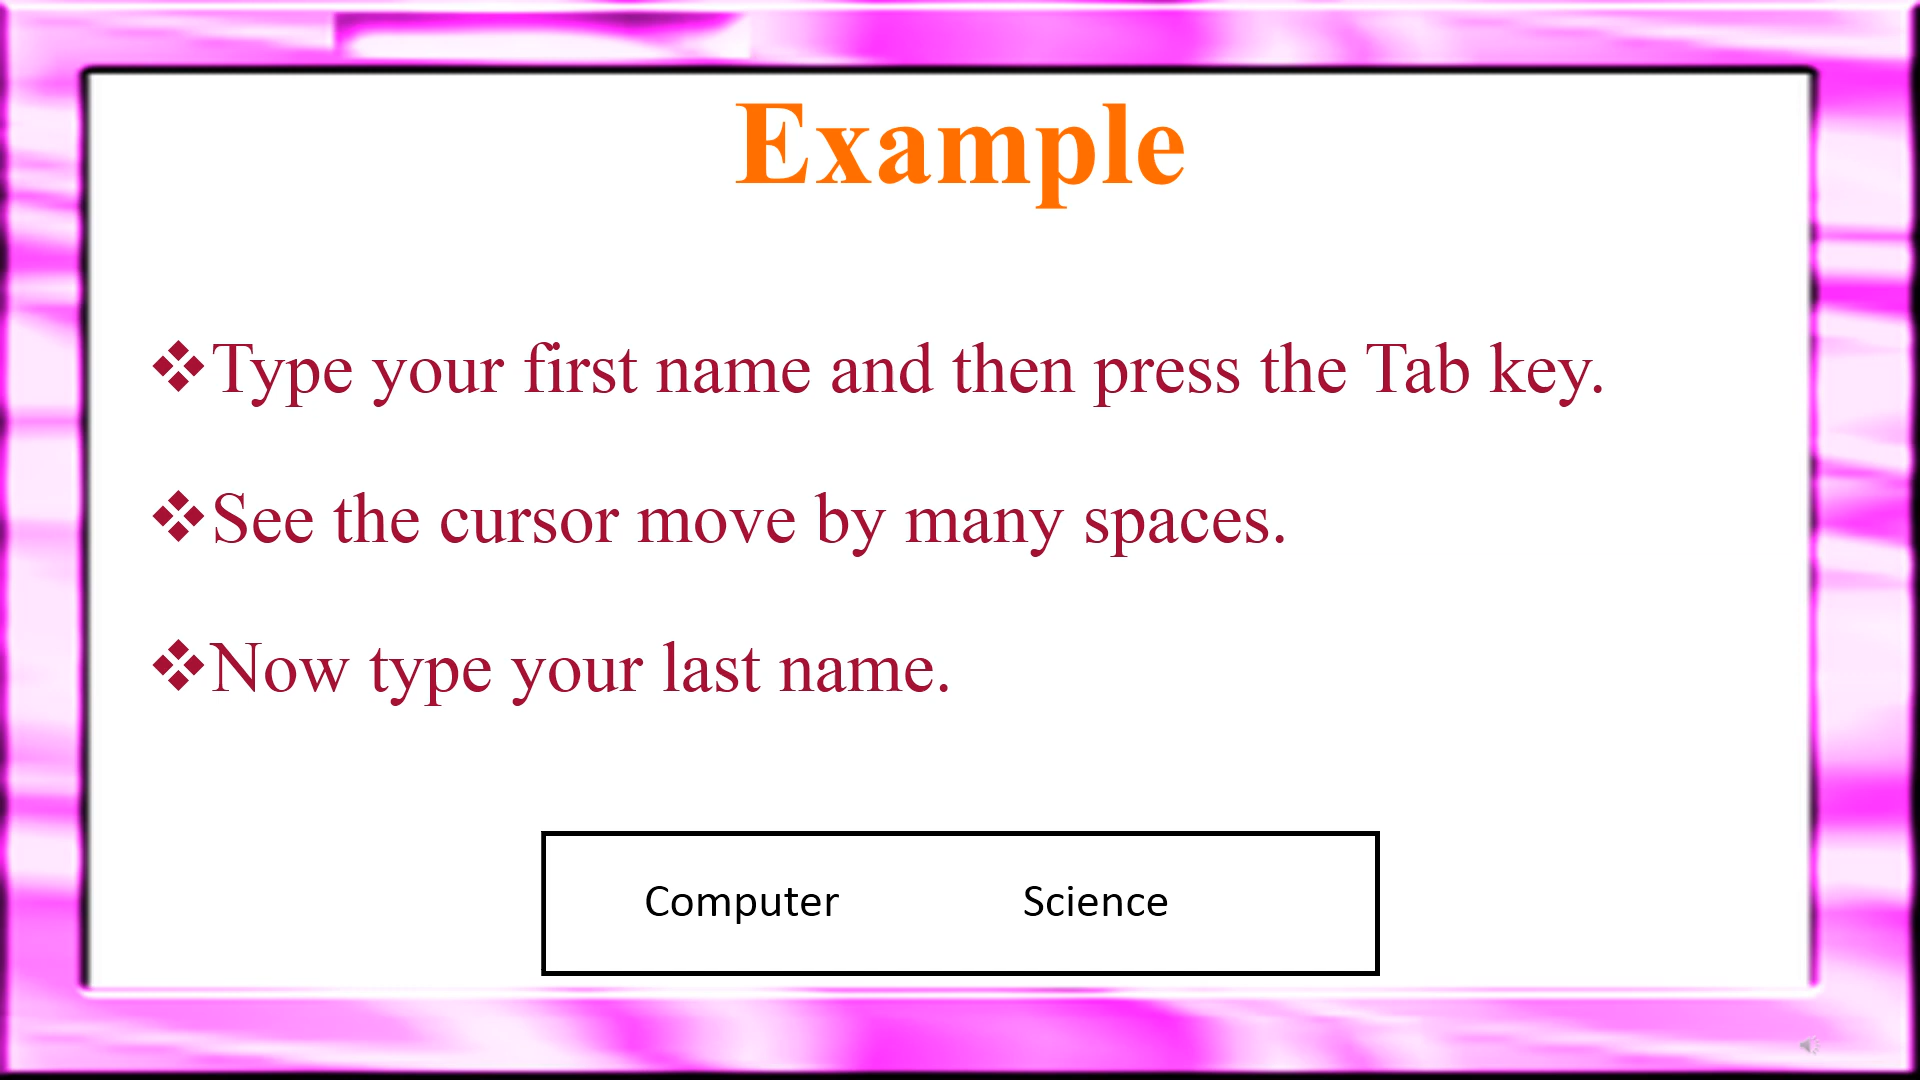 Example
❖Type your first name and then press the Tab key.
❖See the cursor move by many spaces.
❖Now type your last name.
Computer Science